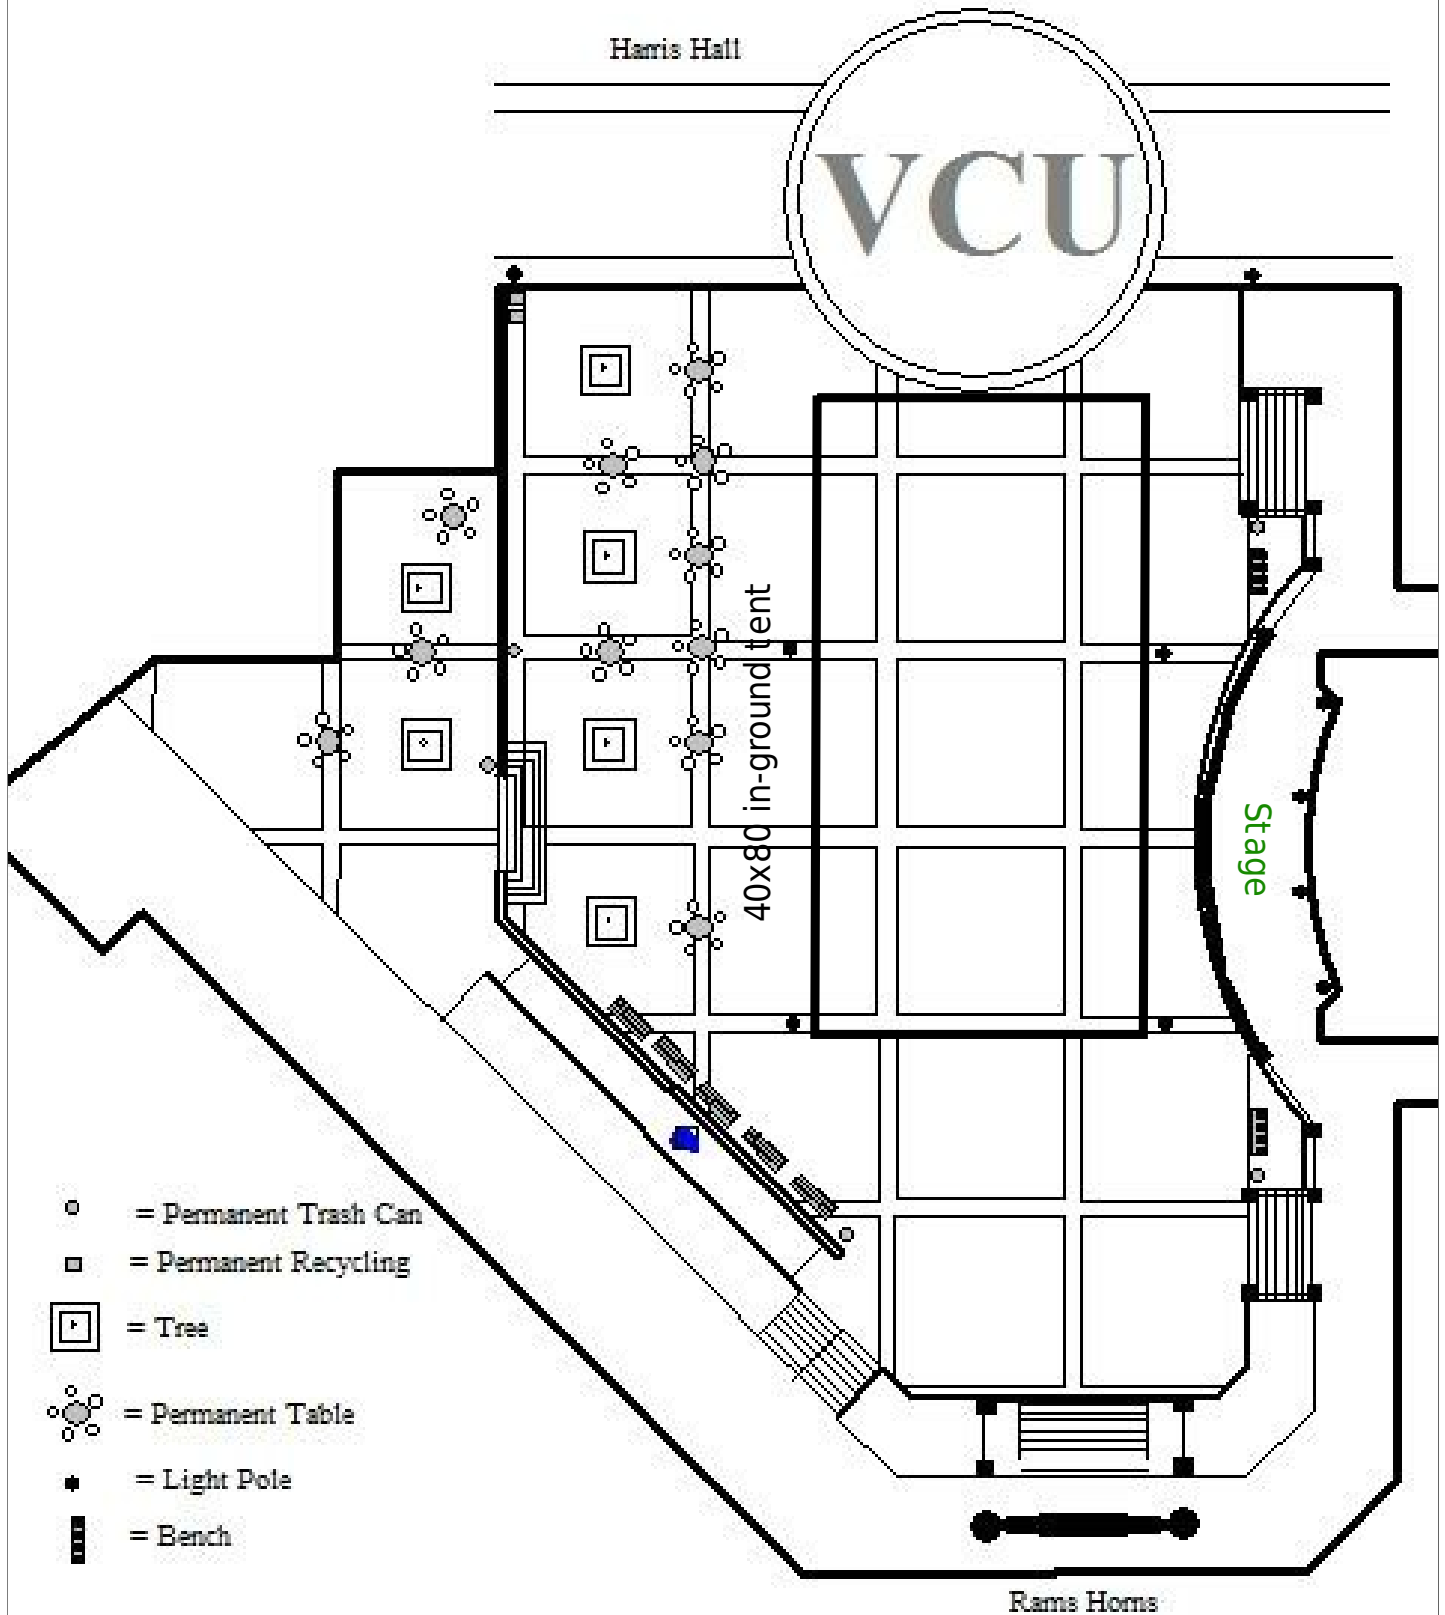 Harris Hall
VCU
40x80 in-ground tent
Stage
= Permanent Trash Can
= Permanent Recycling
= Tree
= Permanent Table
= Light Pole
= Bench
Rams Horns